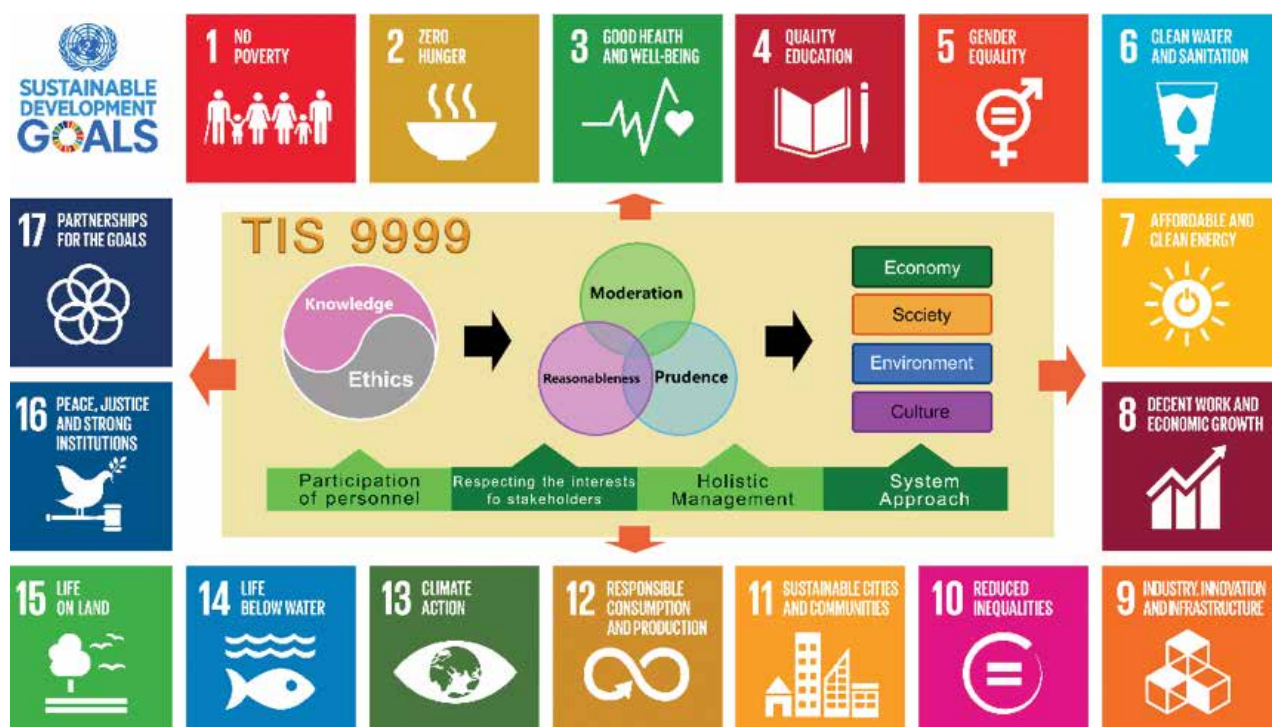 SUSTAINABLE
DEVELOPMENT
GOALS
1 NO
POVERTY
2 ZERO
HUNGER
3 GOOD HEALTH
AND WELL-BEING
4 QUALITY
EDUCATION
5 GENDER
EQUALITY
6 CLEAN WATER
AND SANITATION
17 PARTNERSHIPS
FOR THE GOALS
TIS 9999
Knowledge
Ethics
Moderation
Reasonableness
Prudence
Economy
Scciety
Environment
Culture
7 AFFORDABLE AND
CLEAN ENERGY
16 PEACE, JUSTICE
AND STRONG
INSTITUTIONS
Participation
of personnel
Respecting the interests
fo stakeholders
Holistic
Management
System
Approach
8 DECENT WORK AND
ECONOMIC GROWTH
15 LIFE
ON LAND
14 LIFE
BELOW WATER
13 CLIMATE
ACTION
12 RESPONSIBLE
CONSUMPTION
AND PRODUCTION
11 SUSTAINABLE CITIES
AND COMMUNITIES
10 REDUCED
INEQUALITIES
9 INDUSTRY, INNOVATION
AND INFRASTRUCTURE